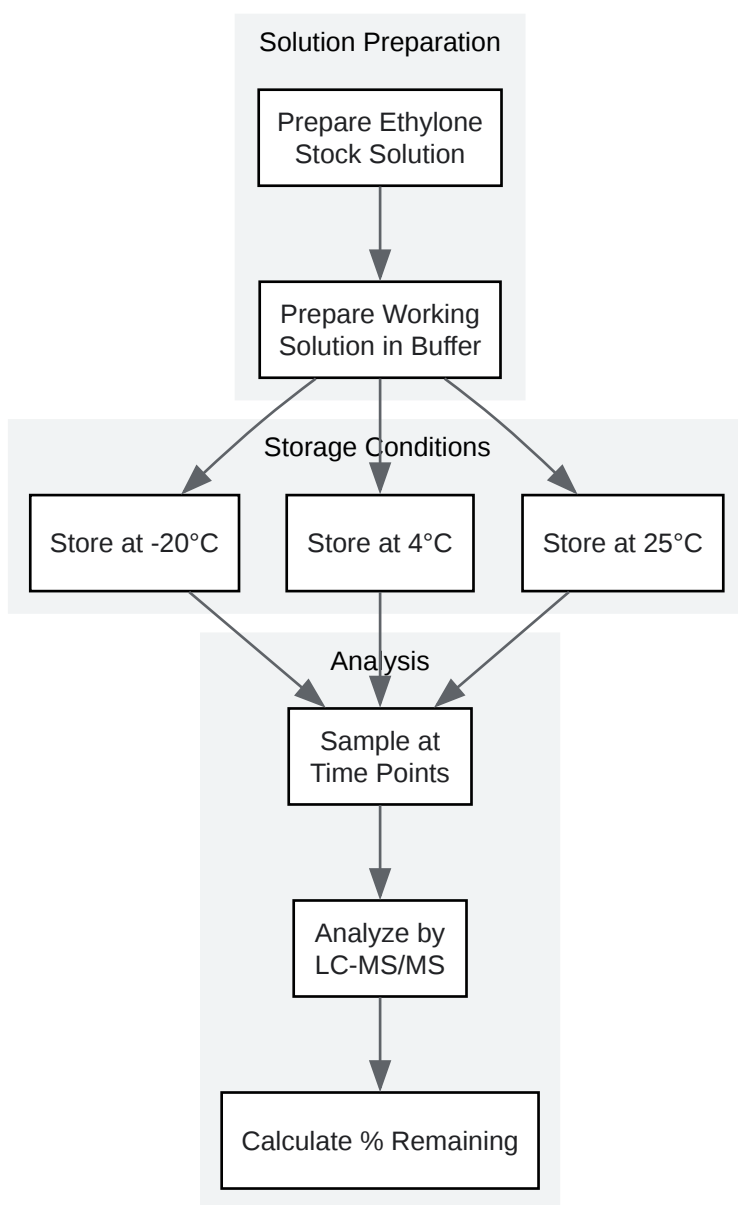 Solution Preparation
Prepare Ethylone
Stock Solution
Prepare Working
Solution in Buffer
Storage Conditions
Store at -20°C
Store at 4°C
Store at 25°C
Analysis
Sample at
Time Points
Analyze by
LC-MS/MS
Calculate % Remaining